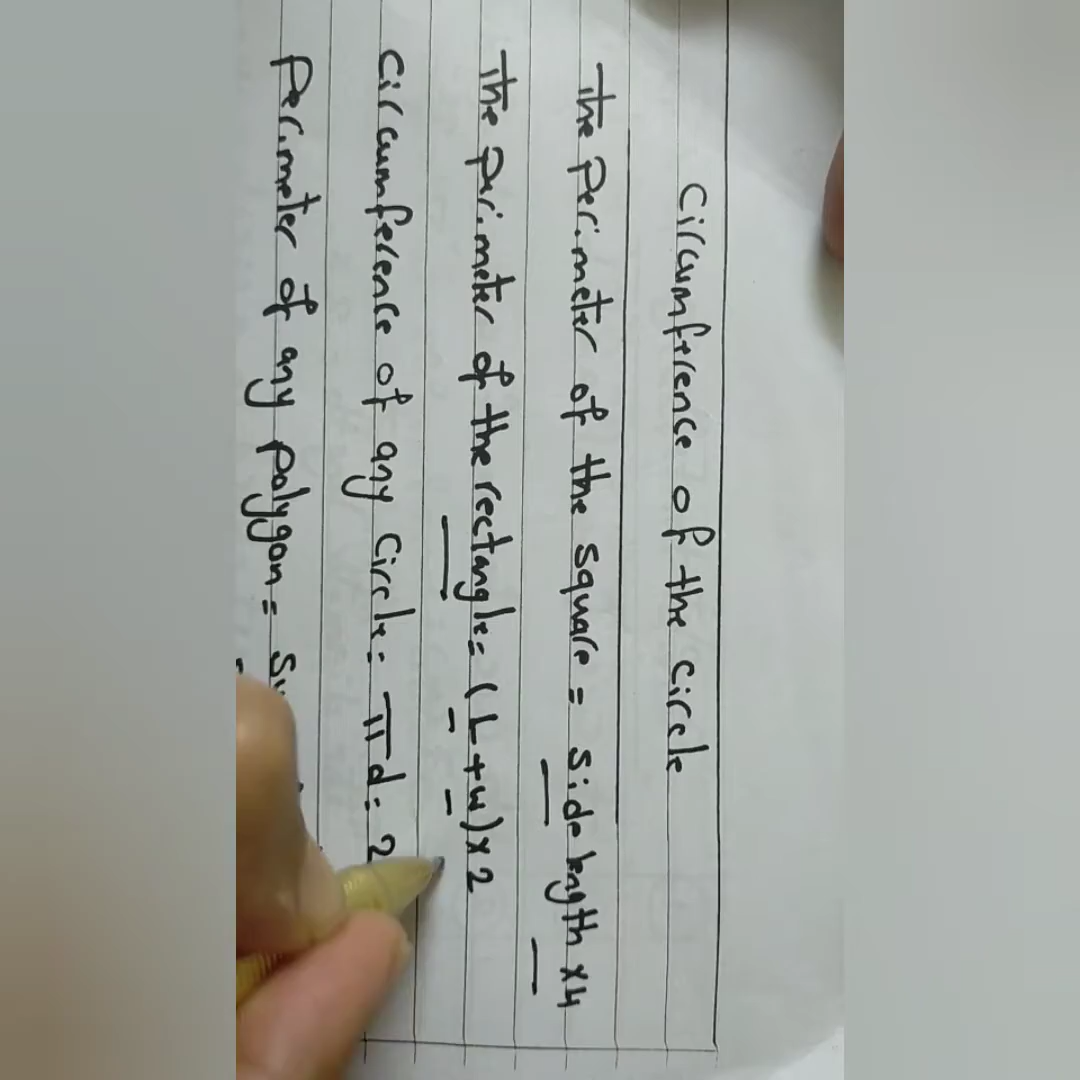 Circumference of the circle
The Perimeter of the square = Side length x4
The perimeter of the rectangle = (L+w)x2
Circumference of any circle = πd = 2
Perimeter of any polygon =